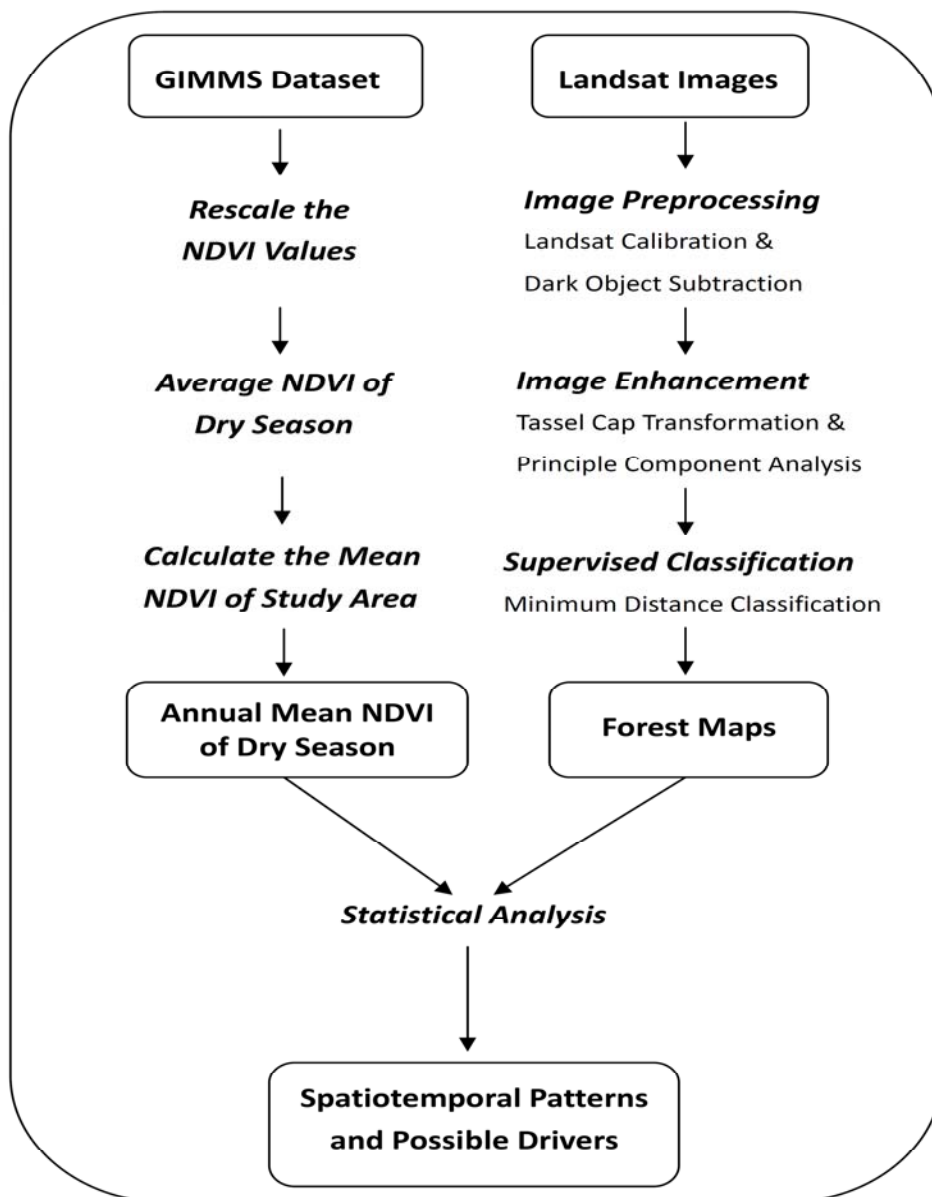 GIMMS Dataset
Rescale the
NDVI Values
Average NDVI of
Dry Season
Calculate the Mean
NDVI of Study Area
Annual Mean NDVI
of Dry Season
Landsat Images
Image Preprocessing
Landsat Calibration &
Dark Object Subtraction
Image Enhancement
Tassel Cap Transformation &
Principle Component Analysis
Supervised Classification
Minimum Distance Classification
Forest Maps
Statistical Analysis
Spatiotemporal Patterns
and Possible Drivers